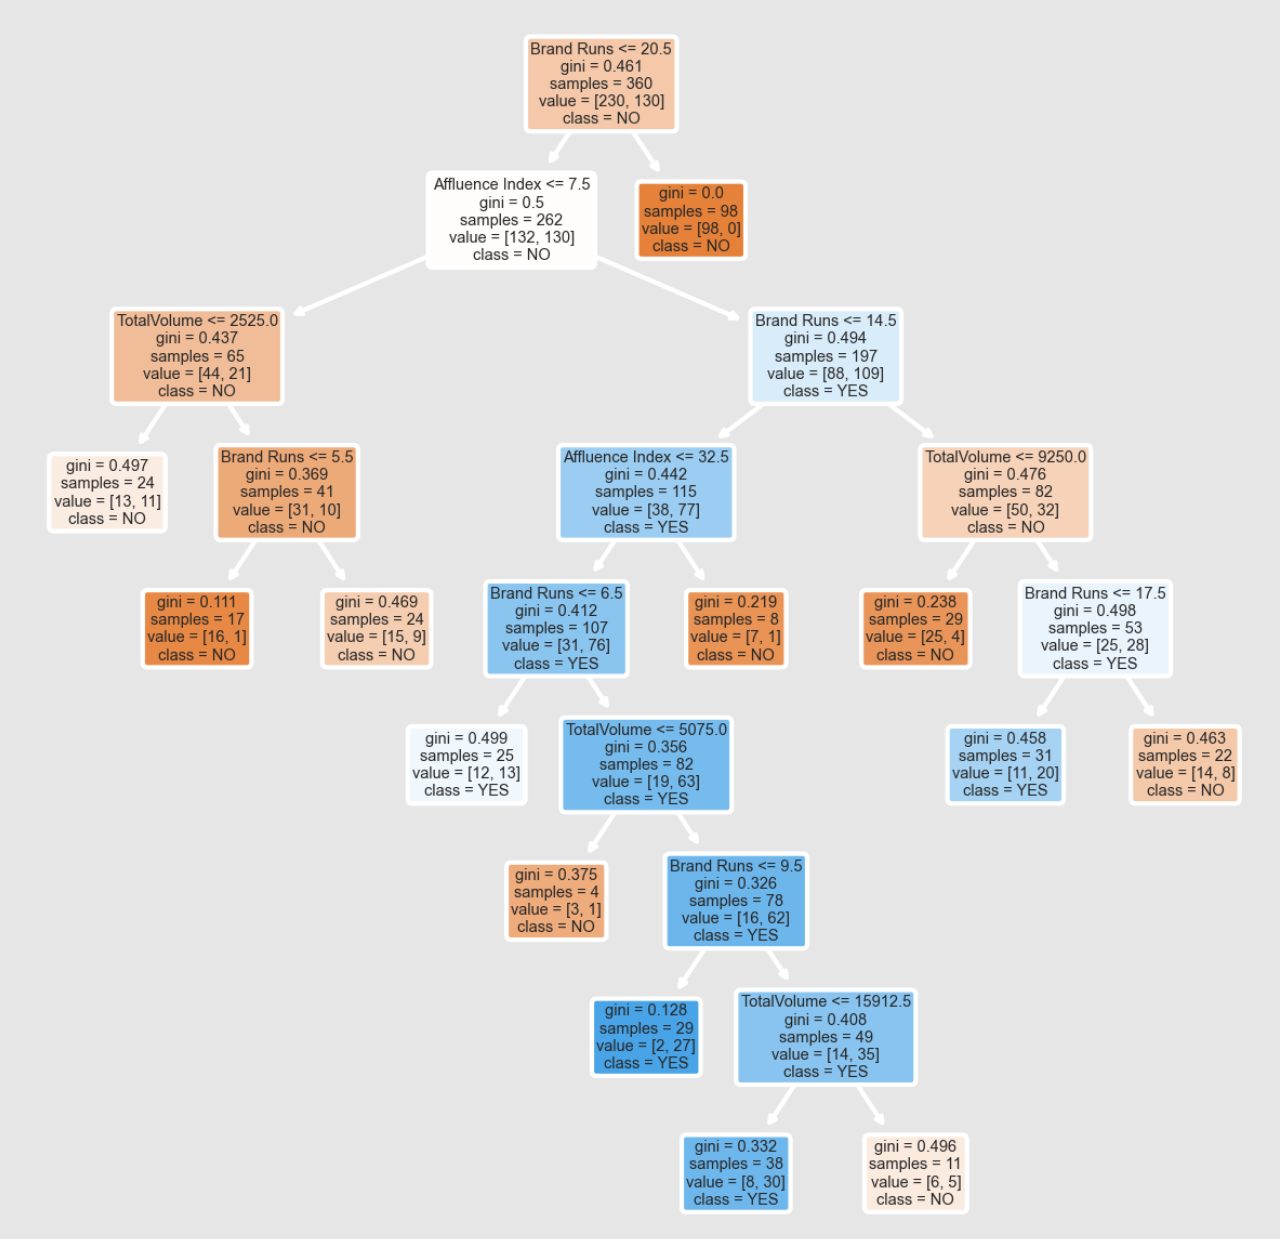 Brand Runs <= 20.5
gini = 0.461
samples = 360
value = [230, 130]
class = NO
Affluence Index <= 7.5
gini = 0.5
samples = 262
value = [132, 130]
class = NO
gini = 0.0
samples = 98
value = [98, 0]
class = NO
TotalVolume <= 2525.0
gini = 0.437
samples = 65
value = [44, 21]
class = NO
Brand Runs <= 14.5
gini = 0.494
samples = 197
value = [88, 109]
class = YES
gini = 0.497
samples = 24
value = [13, 11]
class = NO
Brand Runs <= 5.5
gini = 0.369
samples = 41
value = [31, 10]
class = NO
Affluence Index <= 32.5
gini = 0.442
samples = 115
value = [38, 77]
class = YES
TotalVolume <= 9250.0
gini = 0.476
samples = 82
value = [50, 32]
class = NO
gini = 0.111
samples = 17
value = [16, 1]
class = NO
gini = 0.469
samples = 24
value = [15, 9]
class = NO
Brand Runs <= 6.5
gini = 0.412
samples = 107
value = [31, 76]
class = YES
gini = 0.219
samples = 8
value = [7, 1]
class = NO
gini = 0.238
samples = 29
value = [25, 4]
class = NO
Brand Runs <= 17.5
gini = 0.498
samples = 53
value = [25, 28]
class = YES
gini = 0.499
samples = 25
value = [12, 13]
class = YES
TotalVolume <= 5075.0
gini = 0.356
samples = 82
value = [19, 63]
class = YES
gini = 0.458
samples = 31
value = [11, 20]
class = YES
gini = 0.463
samples = 22
value = [14, 8]
class = NO
gini = 0.375
samples = 4
value = [3, 1]
class = NO
Brand Runs <= 9.5
gini = 0.326
samples = 78
value = [16, 62]
class = YES
gini = 0.128
samples = 29
value = [2, 27]
class = YES
TotalVolume <= 15912.5
gini = 0.408
samples = 49
value = [14, 35]
class = YES
gini = 0.332
samples = 38
value = [8, 30]
class = YES
gini = 0.496
samples = 11
value = [6, 5]
class = NO